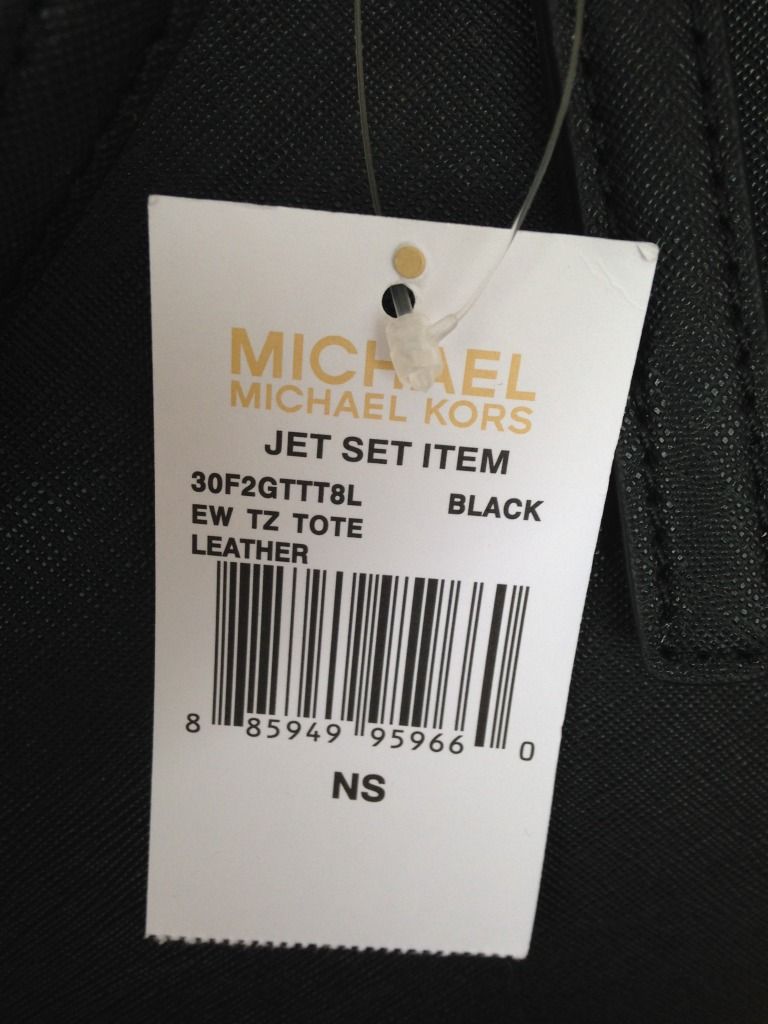 MICHAEL
MICHAEL KORS
JET SET ITEM
30F2GTTT8L BLACK
EW TZ TOTE
LEATHER
8 85949 95966 0
NS